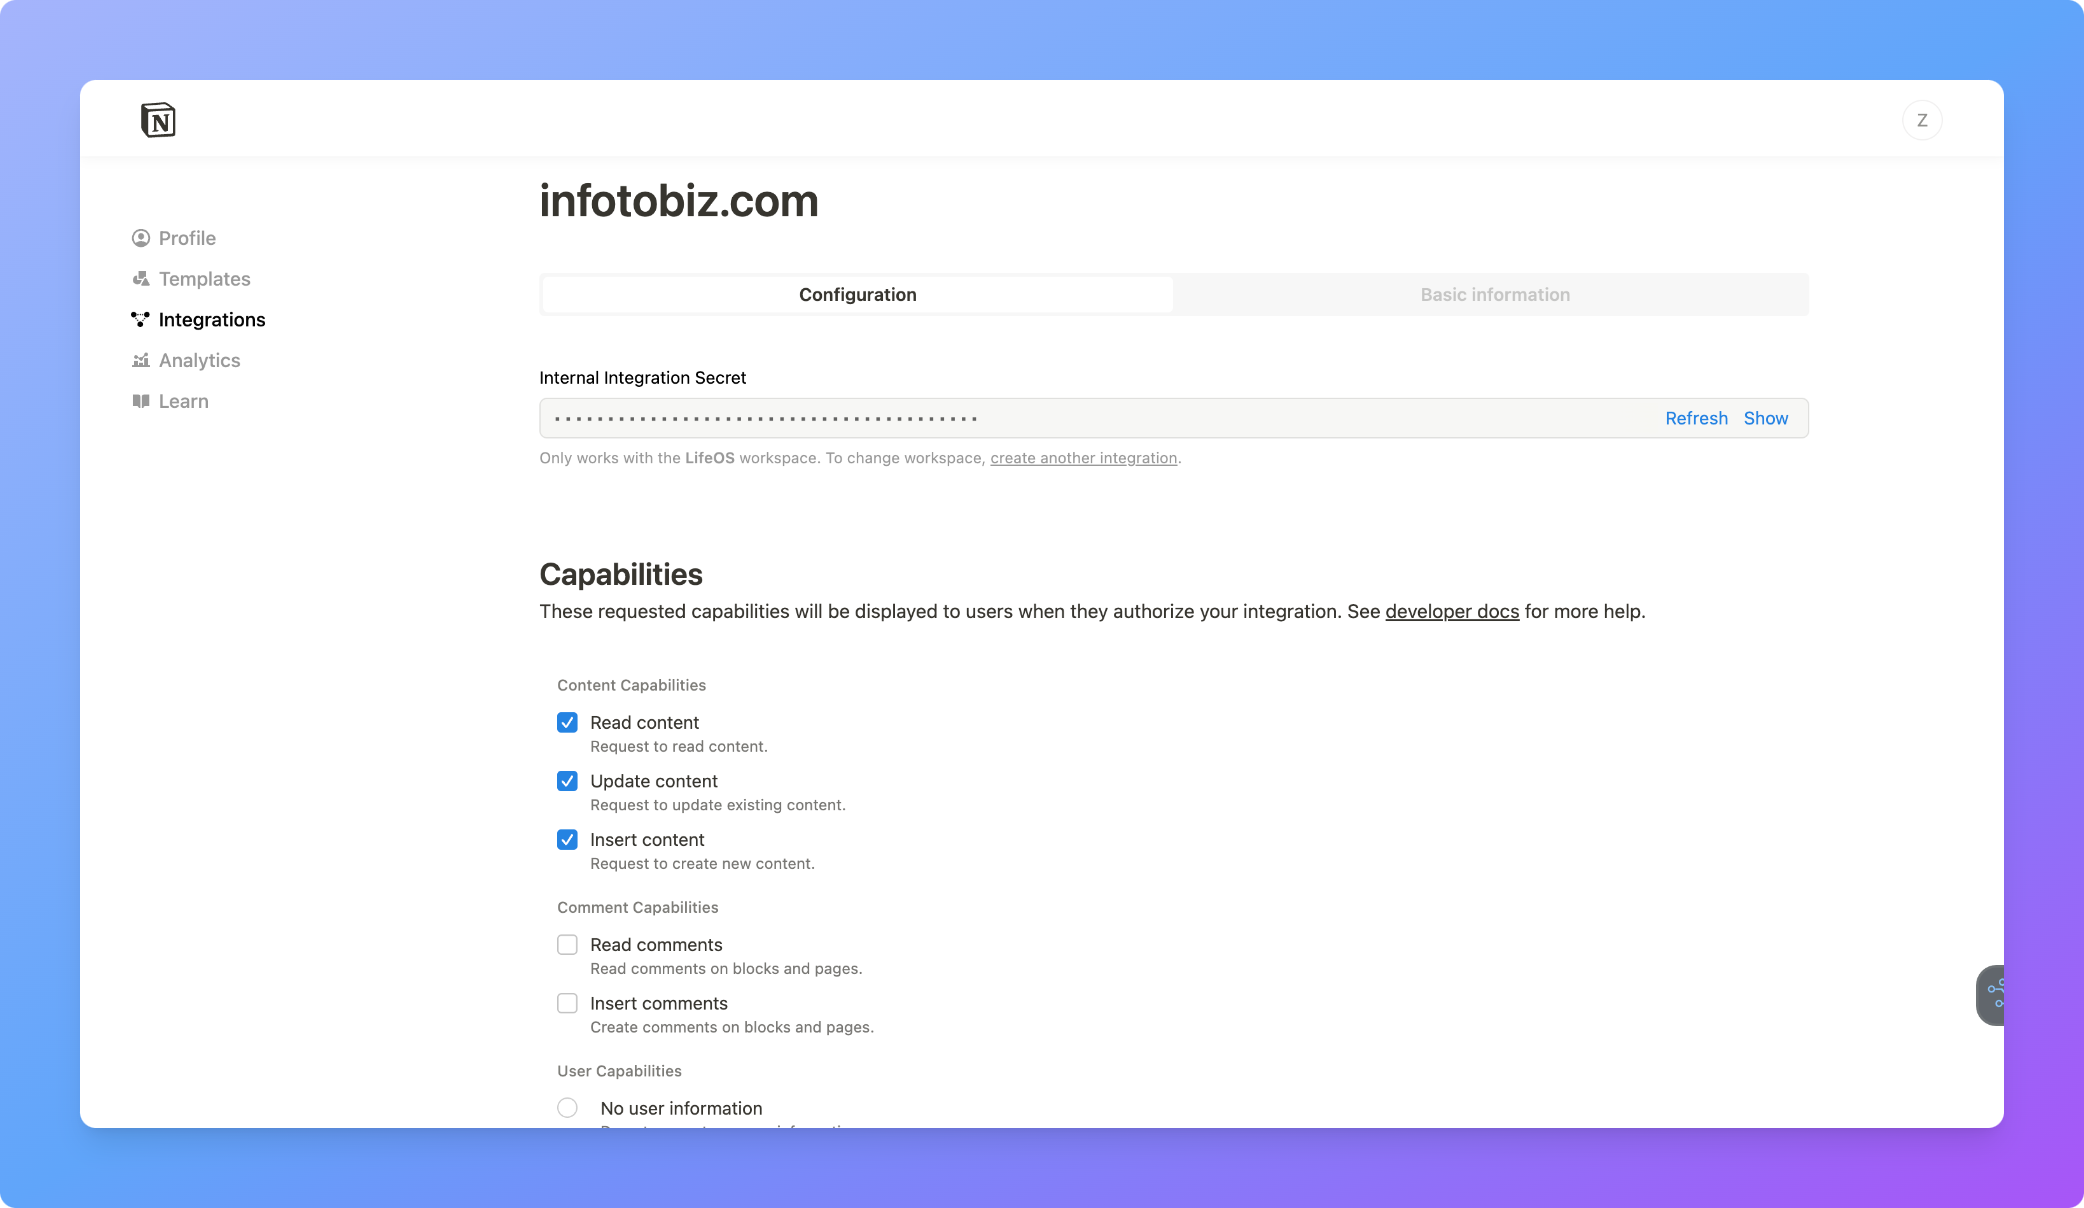 N
Z
infotobiz.com
Profile
Templates
Integrations
Analytics
Learn
Configuration
Basic information
Internal Integration Secret
Refresh Show
Only works with the LifeOS workspace. To change workspace, create another integration.
Capabilities
These requested capabilities will be displayed to users when they authorize your integration. See developer docs for more help.
Content Capabilities
Read content
Request to read content.
Update content
Request to update existing content.
Insert content
Request to create new content.
Comment Capabilities
Read comments
Read comments on blocks and pages.
Insert comments
Create comments on blocks and pages.
User Capabilities
No user information